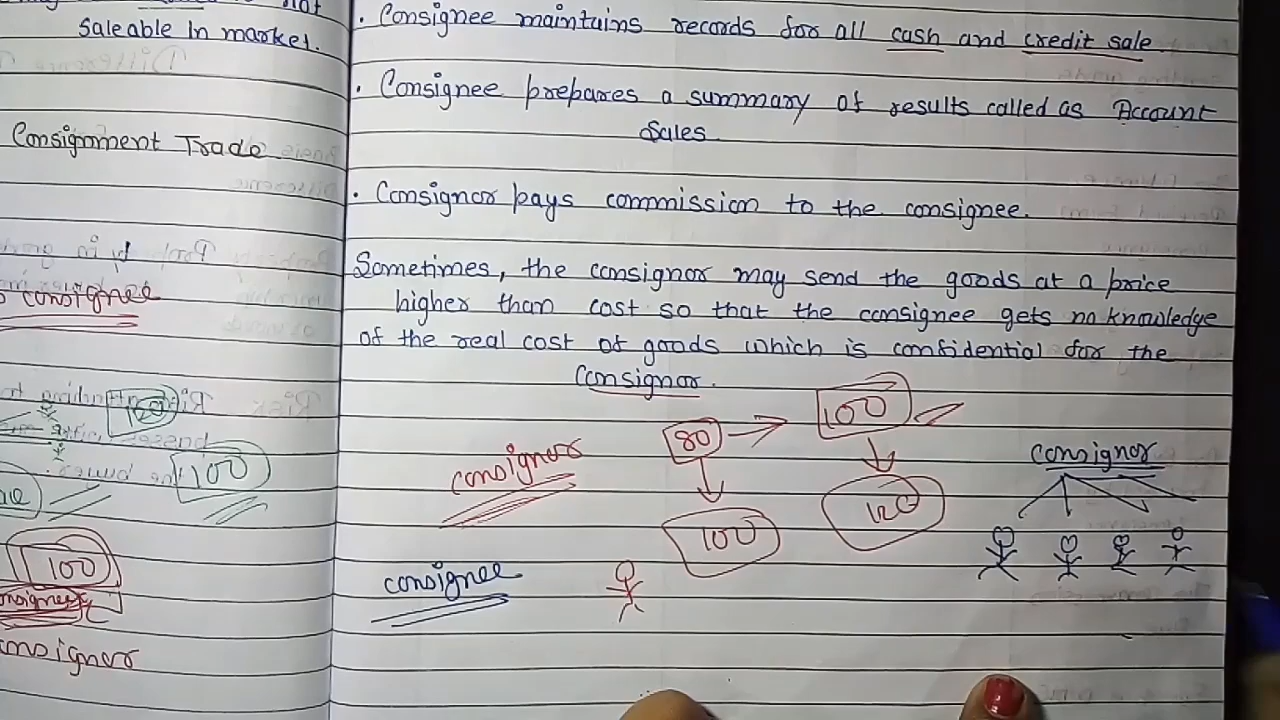 not
Saleable in market.
Consignment Trade
consignee
120
100
100
consignor
• Consignee maintains records for all cash and credit sale
• Consignee prepares a summary of results called as Account
Sales
• Consignor pays commission to the consignee.
Sometimes, the consignor may send the goods at a price
higher than cost so that the consignee gets no knowledge
of the real cost of goods which is confidential for the
Consignor.
consignor
80
100
100
120
consignor
consignee